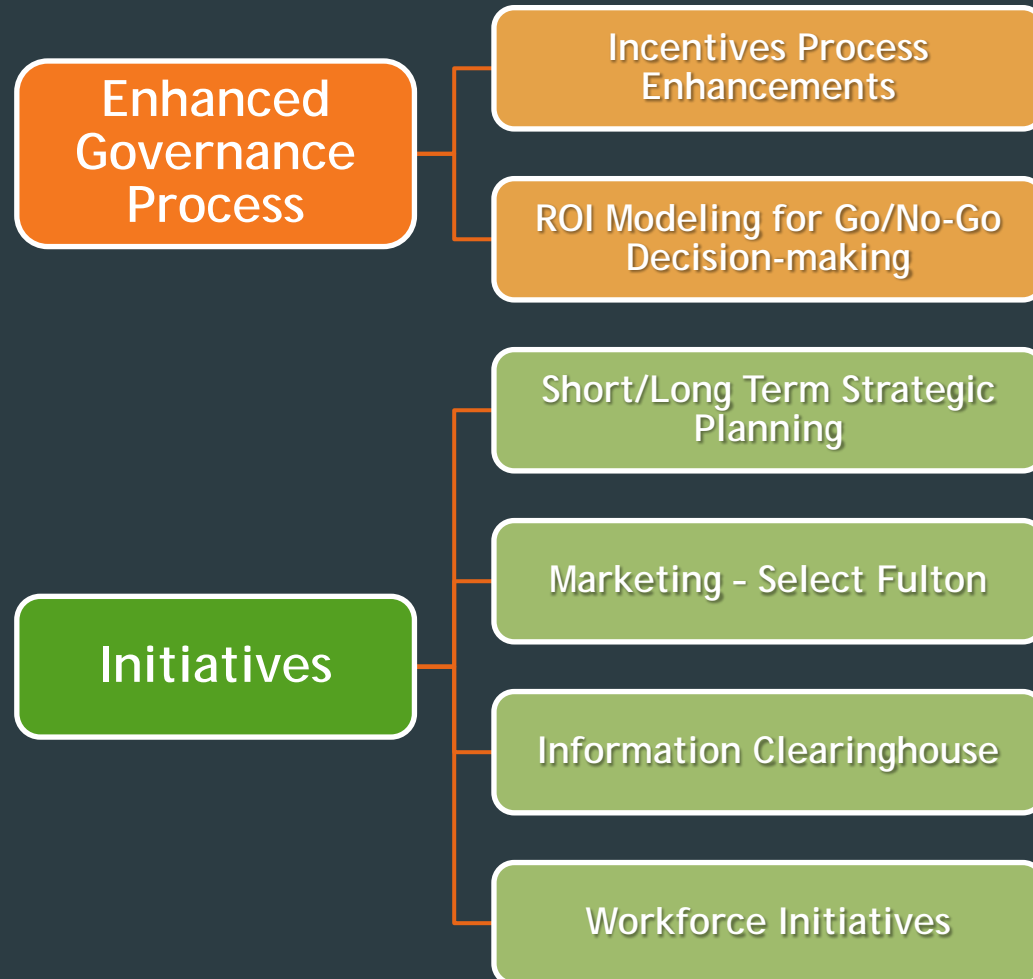 Enhanced
Governance
Process
Incentives Process
Enhancements
ROI Modeling for Go/No-Go
Decision-making
Initiatives
Short/Long Term Strategic
Planning
Marketing - Select Fulton
Information Clearinghouse
Workforce Initiatives